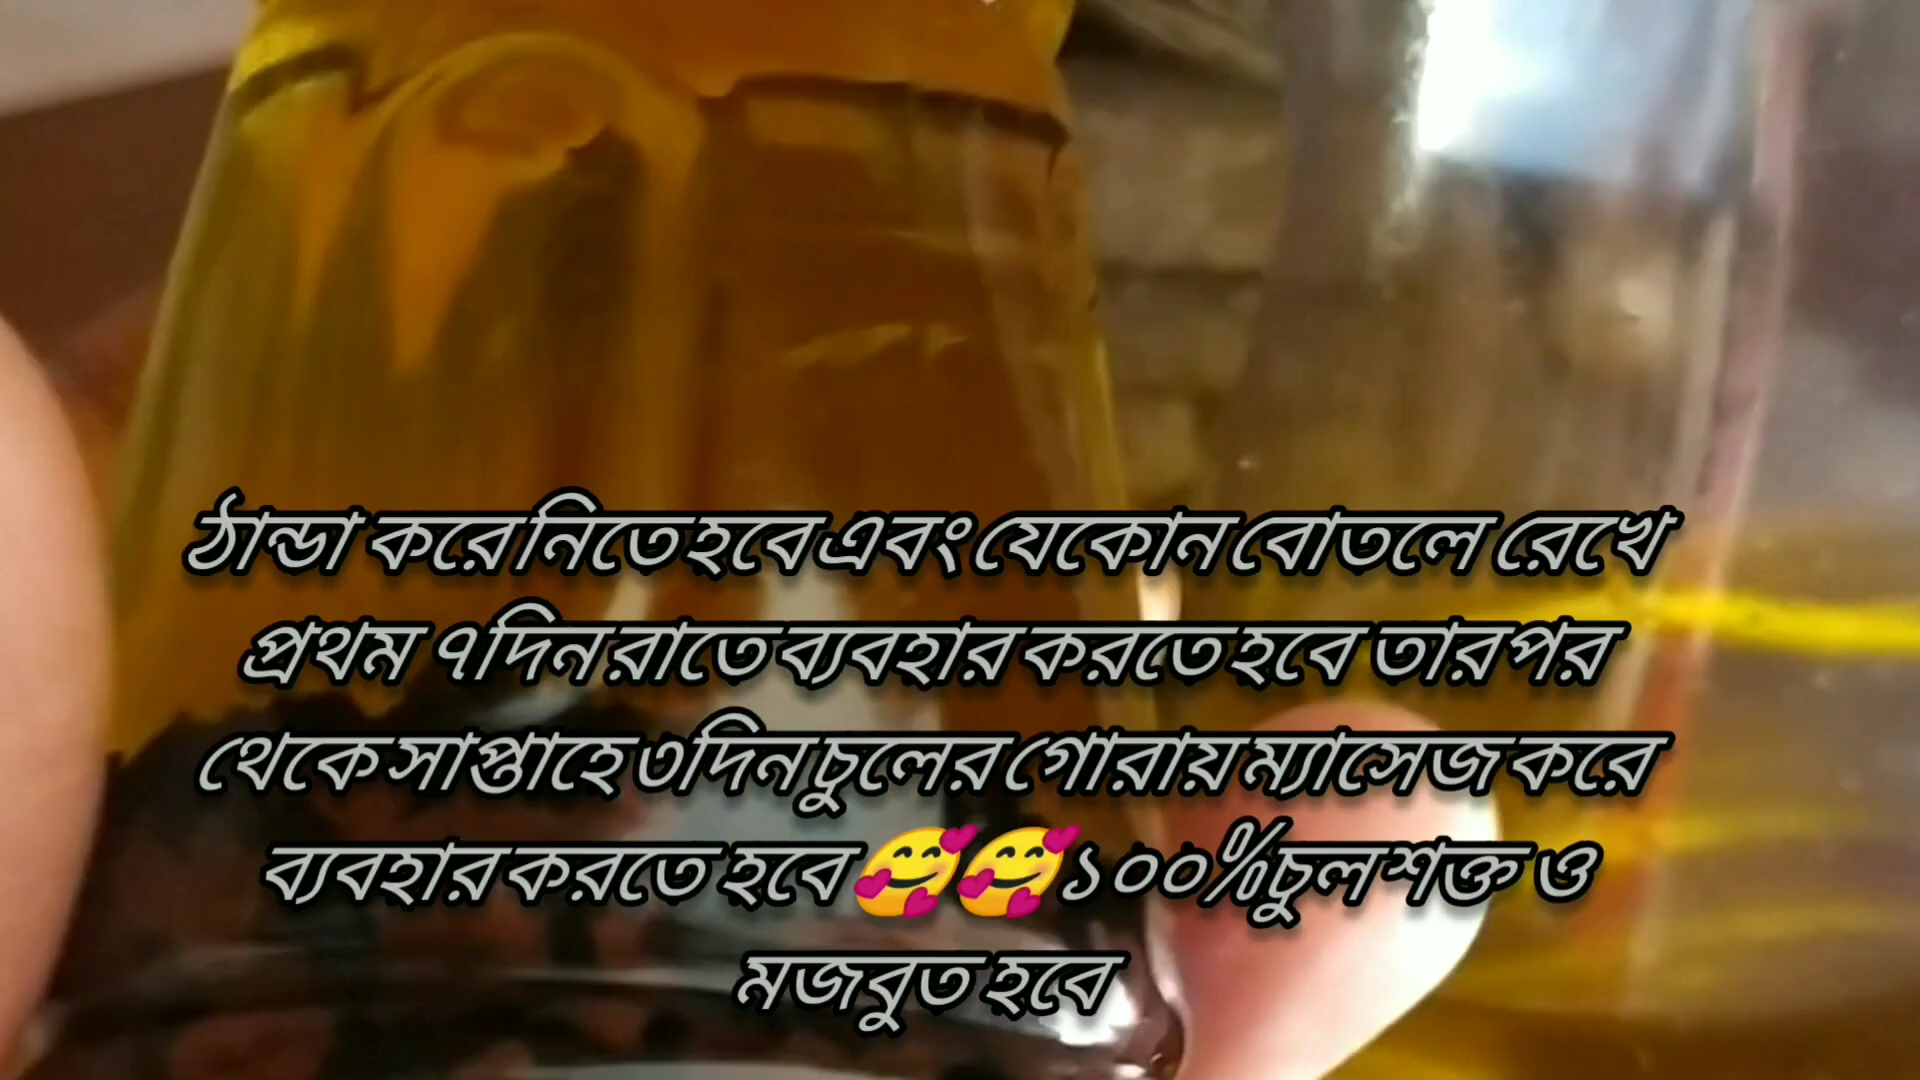 ঠান্ডা করে নিতে হবে এবং যেকোন বোতলে রেখে
প্রথম ৭দিন রাতে ব্যবহার করতে হবে তারপর
থেকে সাপ্তাহে ৩দিন চুলের গোরায় ম্যাসেজ করে
ব্যবহার করতে হবে 🥰🥰১০০%চুল শক্ত ও
মজবুত হবে